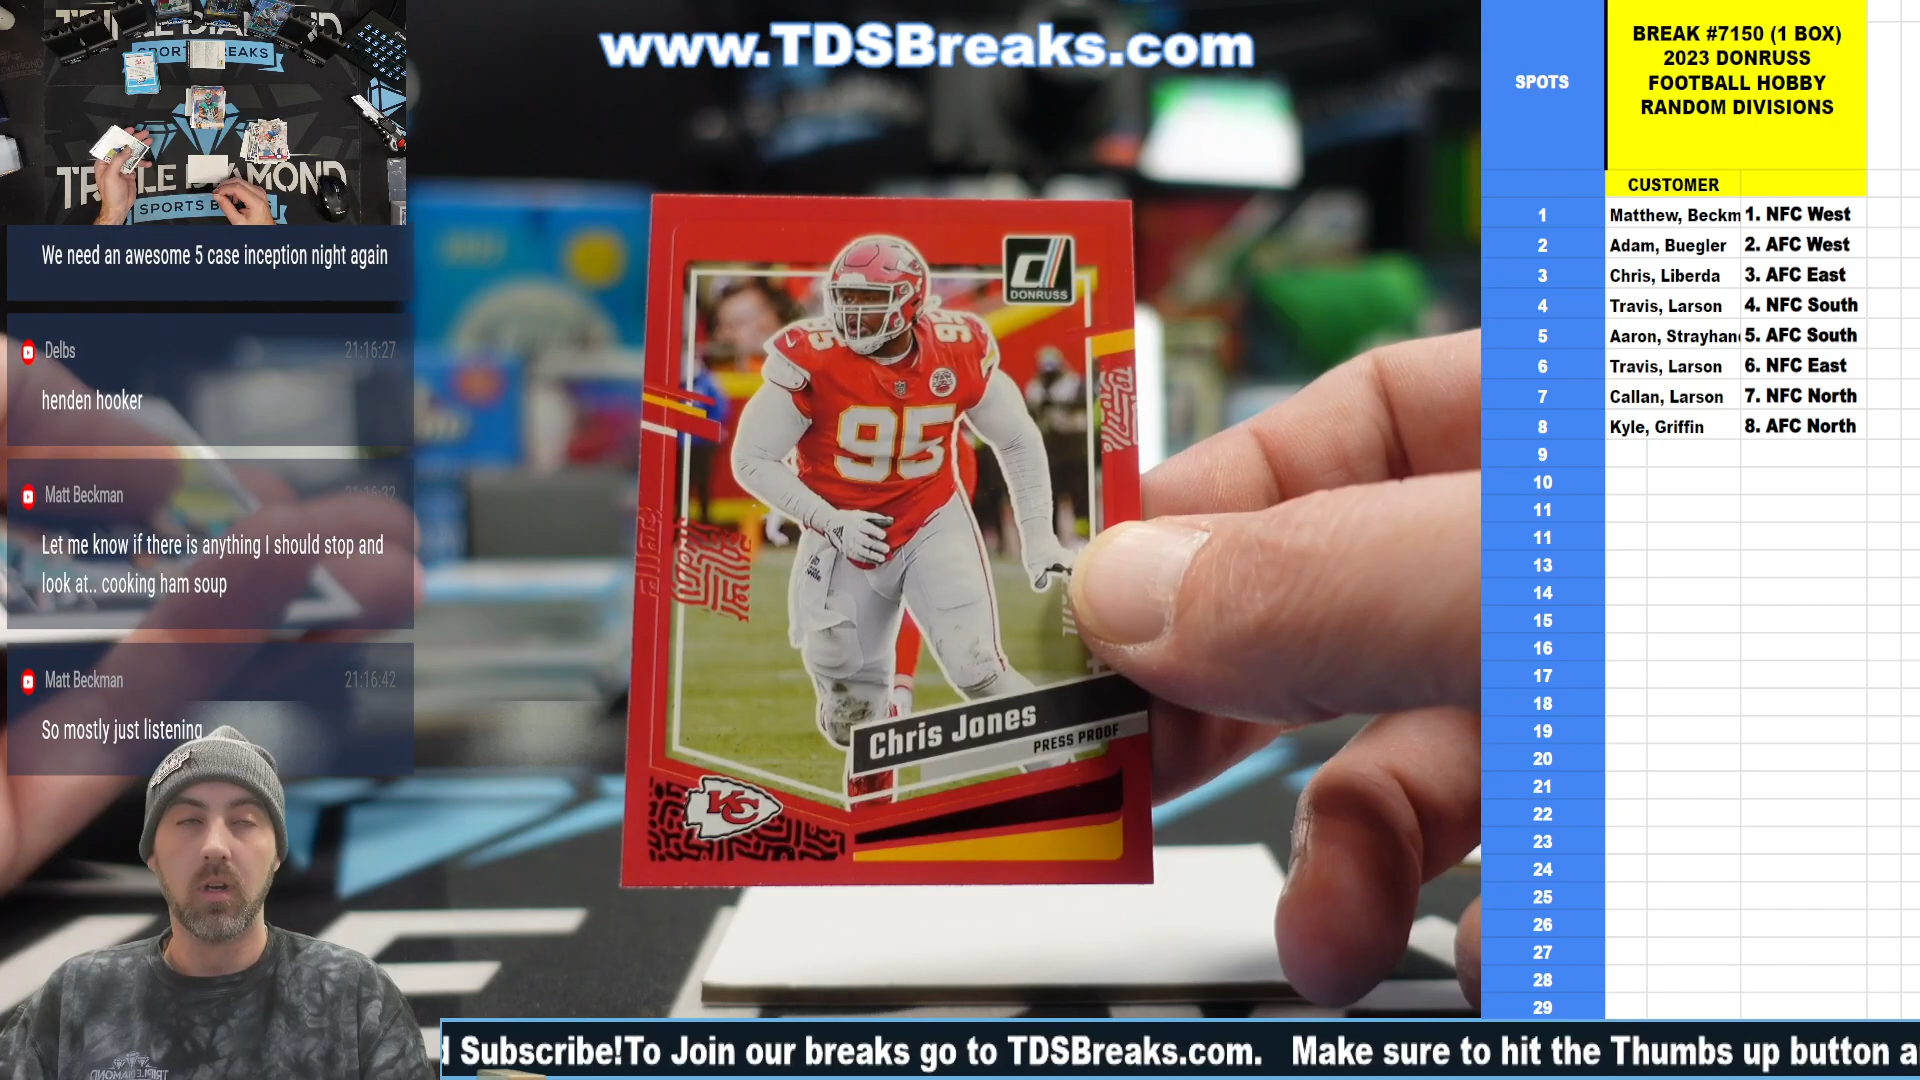 www.TDSBreaks.com
SPORTS BREAKS
TRIPLE DIAMOND
We need an awesome 5 case inception night again
Delbs 21:16:27
henden hooker
Matt Beckman
Let me know if there is anything I should stop and
look at.. cooking ham soup
Matt Beckman 21:16:42
So mostly just listening
DONRUSS
95
95
95
Chris Jones
PRESS PROOF
KC
SPOTS
BREAK #7150 (1 BOX)
2023 DONRUSS
FOOTBALL HOBBY
RANDOM DIVISIONS
CUSTOMER
1 Matthew, Beckm 1. NFC West
2 Adam, Buegler 2. AFC West
3 Chris, Liberda 3. AFC East
4 Travis, Larson 4. NFC South
5 Aaron, Strayhan 5. AFC South
6 Travis, Larson 6. NFC East
7 Callan, Larson 7. NFC North
8 Kyle, Griffin 8. AFC North
9
10
11
11
13
14
15
16
17
18
19
20
21
22
23
24
25
26
27
28
29
Subscribe!To Join our breaks go to TDSBreaks.com. Make sure to hit the Thumbs up button a